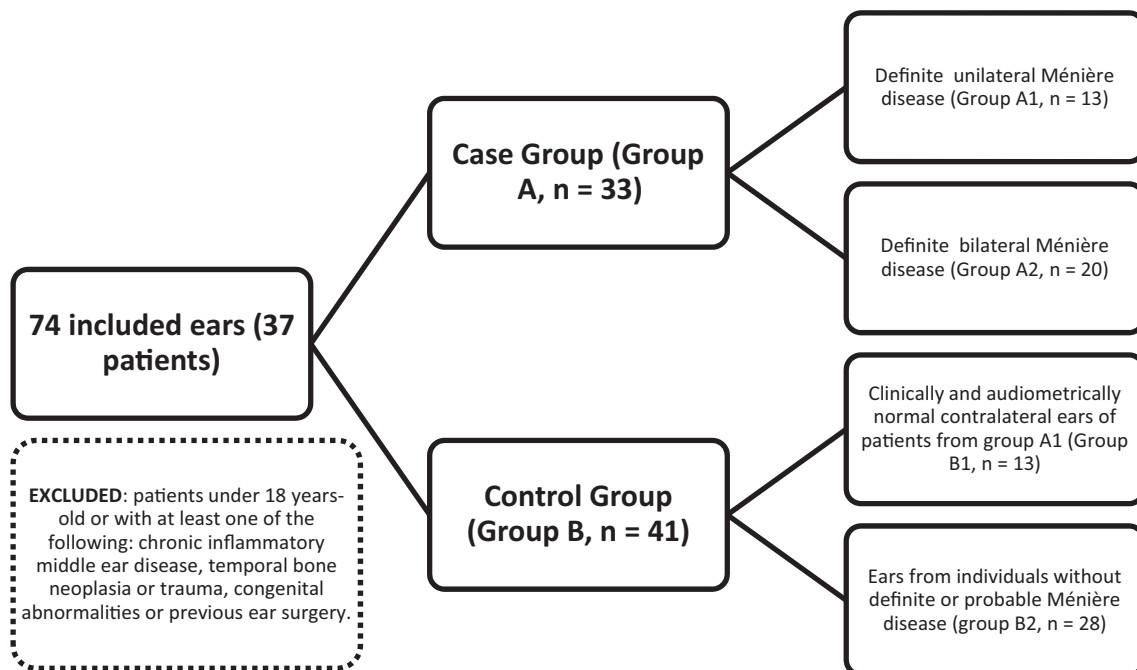 74 included ears (37
patients)
EXCLUDED: patients under 18 years-
old or with at least one of the
following: chronic inflammatory
middle ear disease, temporal bone
neoplasia or trauma, congenital
abnormalities or previous ear surgery.
Case Group (Group
A, n = 33)
Control Group
(Group B, n = 41)
Definite unilateral Ménière
disease (Group A1, n = 13)
Definite bilateral Ménière
disease (Group A2, n = 20)
Clinically and audiometrically
normal contralateral ears of
patients from group A1 (Group
B1, n = 13)
Ears from individuals without
definite or probable Ménière
disease (group B2, n = 28)